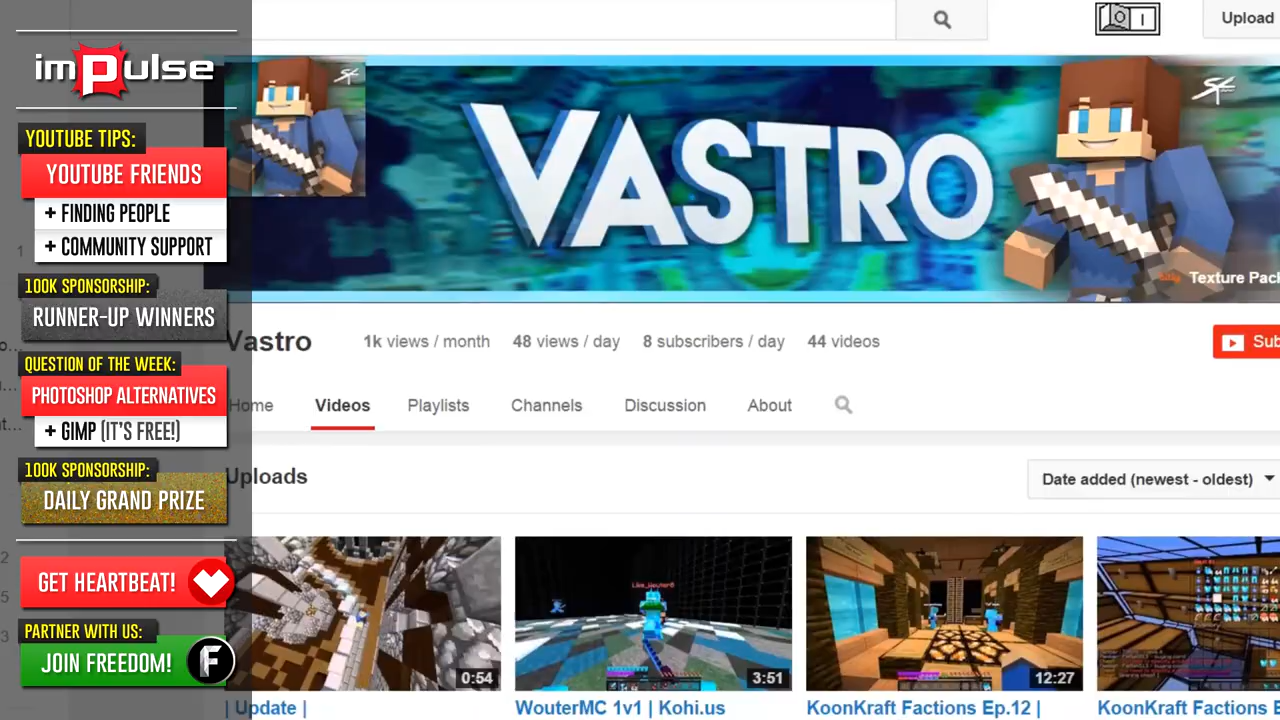 imPulse
YOUTUBE TIPS:
YOUTUBE FRIENDS
+ FINDING PEOPLE
+ COMMUNITY SUPPORT
100K SPONSORSHIP:
RUNNER-UP WINNERS
QUESTION OF THE WEEK:
PHOTOSHOP ALTERNATIVES
+ GIMP (IT'S FREE!)
100K SPONSORSHIP:
DAILY GRAND PRIZE
GET HEARTBEAT!
PARTNER WITH US:
JOIN FREEDOM!
F
Upload
VASTRO
Texture Pack
Vastro
1k views / month
48 views / day
8 subscribers / day
44 videos
Sub
Home
Videos
Playlists
Channels
Discussion
About
Uploads
Date added (newest - oldest)
0:54
3:51
12:27
| Update |
WouterMC 1v1 | Kohi.us
KoonKraft Factions Ep.12 |
KoonKraft Factions E